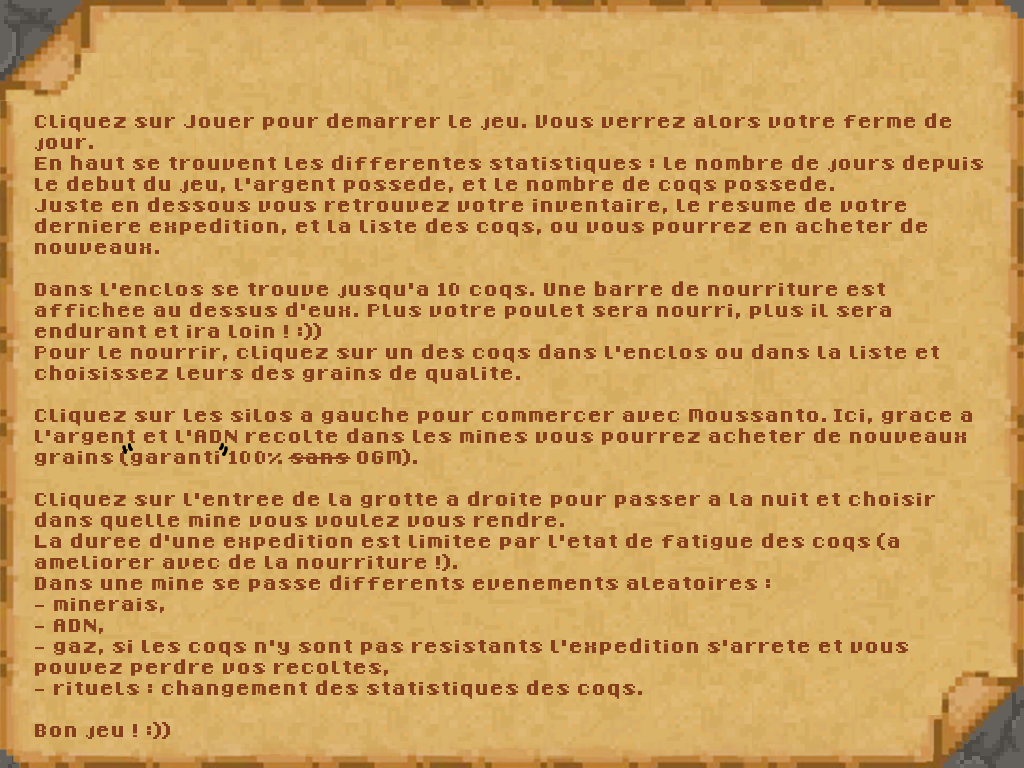 Cliquez sur Jouer pour demarrer le jeu. Vous verrez alors votre ferme de
jour.
En haut se trouvent les differentes statistiques : le nombre de jours depuis
le debut du jeu, l'argent possede, et le nombre de coqs possede.
Juste en dessous vous retrouvez votre inventaire, le resume de votre
derniere expedition, et la liste des coqs, ou vous pourrez en acheter de
nouveaux.

Dans l'enclos se trouve jusqu'a 10 coqs. Une barre de nourriture est
affichee au dessus d'eux. Plus votre poulet sera nourri, plus il sera
endurant et ira loin ! :))
Pour le nourrir, cliquez sur un des coqs dans l'enclos ou dans la liste et
choisissez leurs des grains de qualite.

Cliquez sur les silos a gauche pour commercer avec Moussanto. Ici, grace a
l'argent et l'ADN recolte dans les mines vous pourrez acheter de nouveaux
grains ("garanti" 100% sans OGM).

Cliquez sur l'entree de la grotte a droite pour passer a la nuit et choisir
dans quelle mine vous voulez vous rendre.
La duree d'une expedition est limitee par l'etat de fatigue des coqs (a
ameliorer avec de la nourriture !).
Dans une mine se passe differents evenements aleatoires :
- minerais,
- ADN,
- gaz, si les coqs n'y sont pas resistants l'expedition s'arrete et vous
pouvez perdre vos recoltes,
- rituels : changement des statistiques des coqs.

Bon jeu ! :))